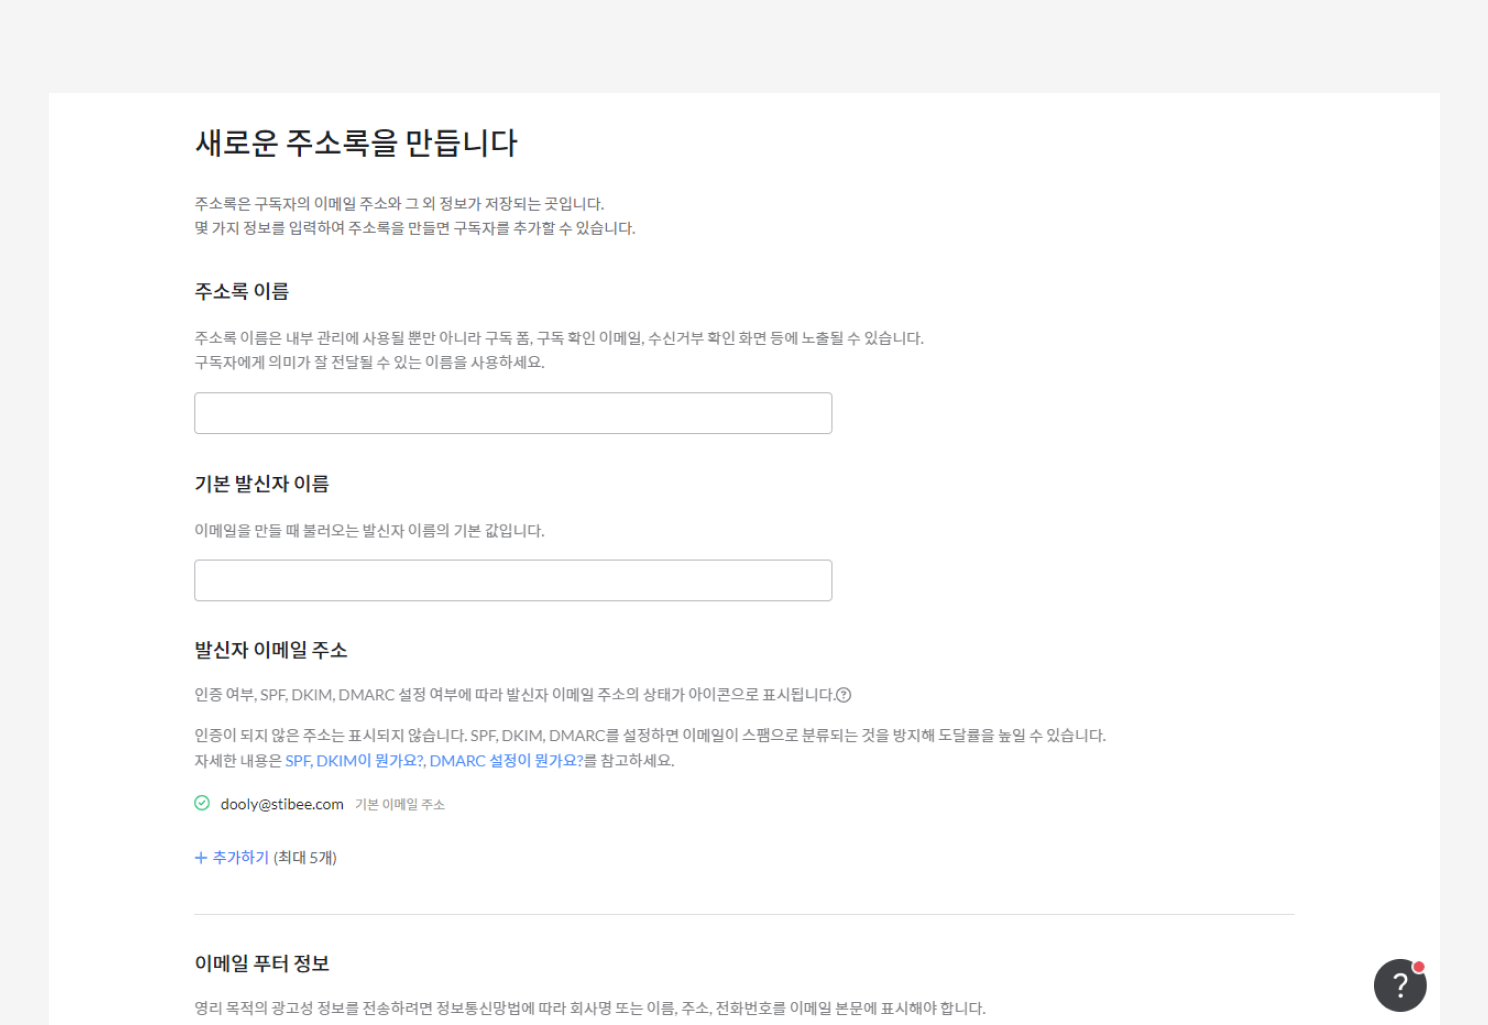 새로운 주소록을 만듭니다
주소록은 구독자의 이메일 주소와 그 외 정보가 저장되는 곳입니다.
몇 가지 정보를 입력하여 주소록을 만들면 구독자를 추가할 수 있습니다.
주소록 이름
주소록 이름은 내부 관리에 사용될 뿐만 아니라 구독 폼, 구독 확인 이메일, 수신거부 확인 화면 등에 노출될 수 있습니다.
구독자에게 의미가 잘 전달될 수 있는 이름을 사용하세요.
기본 발신자 이름
이메일을 만들 때 불러오는 발신자 이름의 기본 값입니다.
발신자 이메일 주소
인증 여부, SPF, DKIM, DMARC 설정 여부에 따라 발신자 이메일 주소의 상태가 아이콘으로 표시됩니다.?
인증이 되지 않은 주소는 표시되지 않습니다. SPF, DKIM, DMARC를 설정하면 이메일이 스팸으로 분류되는 것을 방지해 도달률을 높일 수 있습니다.
자세한 내용은 SPF, DKIM이 뭔가요?, DMARC 설정이 뭔가요?를 참고하세요.
dooly@stibee.com 기본 이메일 주소
+ 추가하기 (최대 5개)
이메일 푸터 정보
영리 목적의 광고성 정보를 전송하려면 정보통신망법에 따라 회사명 또는 이름, 주소, 전화번호를 이메일 본문에 표시해야 합니다.
?